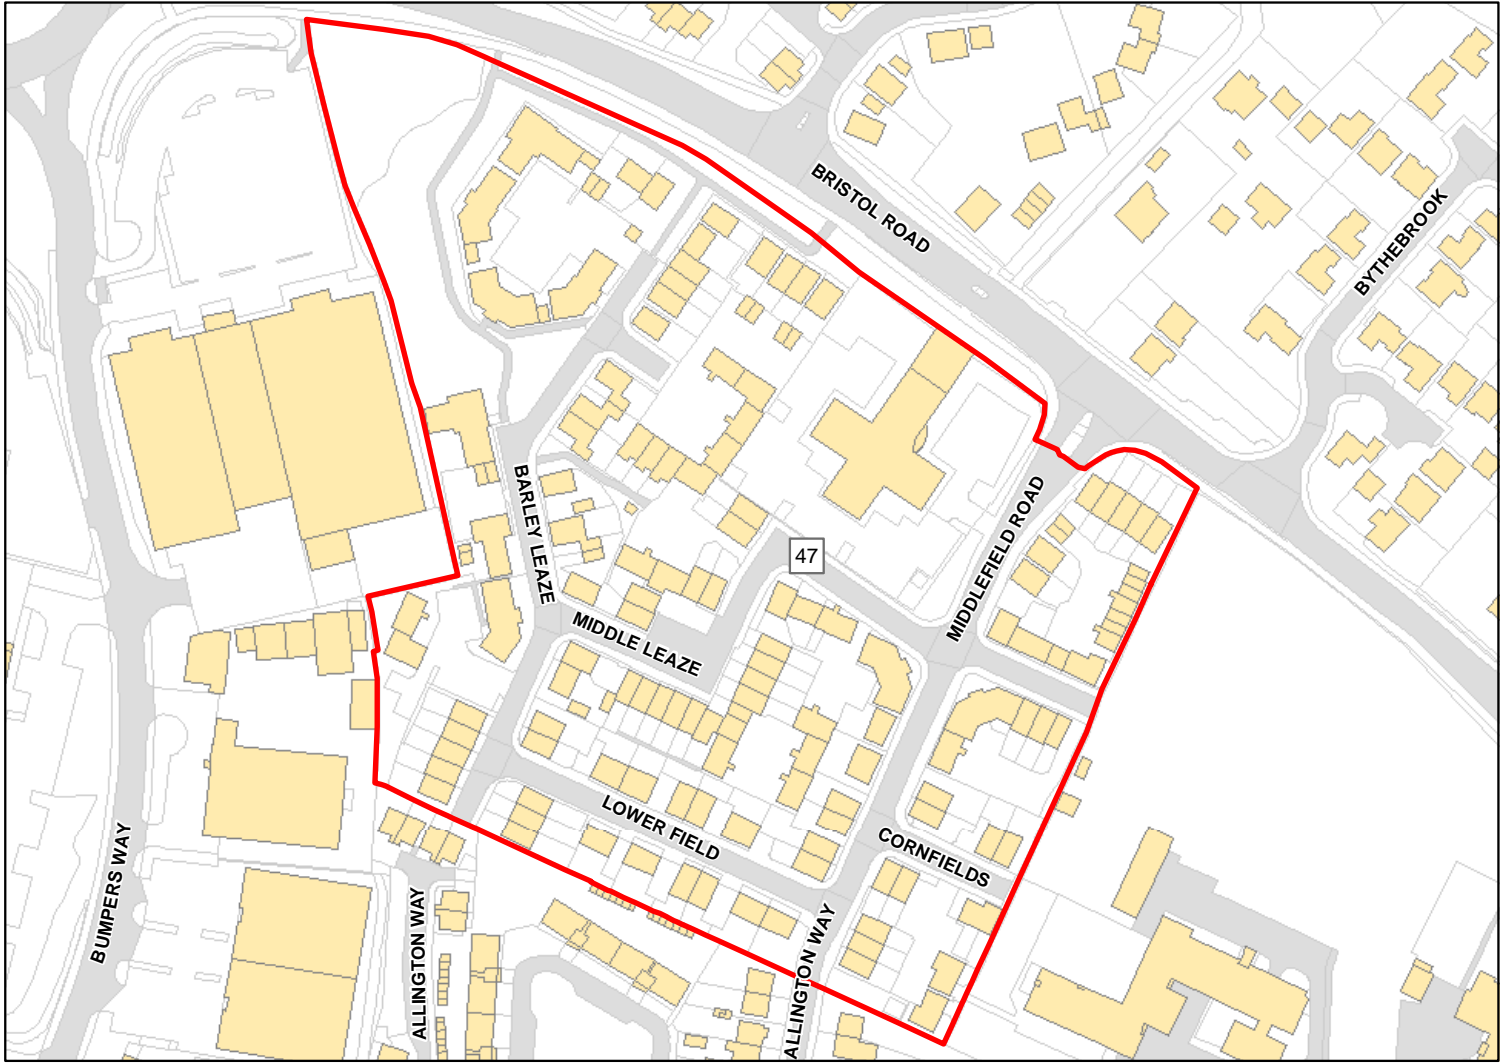 BRISTOL ROAD
BYTHEBROOK
BARLEY LEAZE
MIDDLEFIELD ROAD
47
MIDDLE LEAZE
LOWER FIELD
CORNFIELDS
BUMPERS WAY
ALLINGTON WAY
ALLINGTON WAY